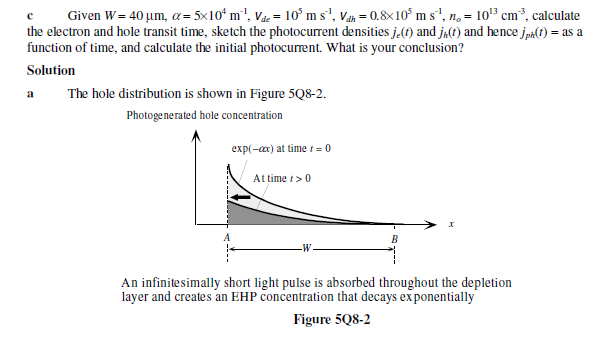 c Given W = 40 µm, α = 5×10⁴ m⁻¹, v_de = 10⁵ m s⁻¹, v_dh = 0.8×10⁵ m s⁻¹, n_o = 10¹³ cm⁻³, calculate
the electron and hole transit time, sketch the photocurrent densities j_e(t) and j_h(t) and hence j_ph(t) = as a
function of time, and calculate the initial photocurrent. What is your conclusion?
Solution
a The hole distribution is shown in Figure 5Q8-2.
Photogenerated hole concentration
exp(−αx) at time t = 0
At time t > 0
x
A
B
W
An infinitesimally short light pulse is absorbed throughout the depletion
layer and creates an EHP concentration that decays exponentially
Figure 5Q8-2